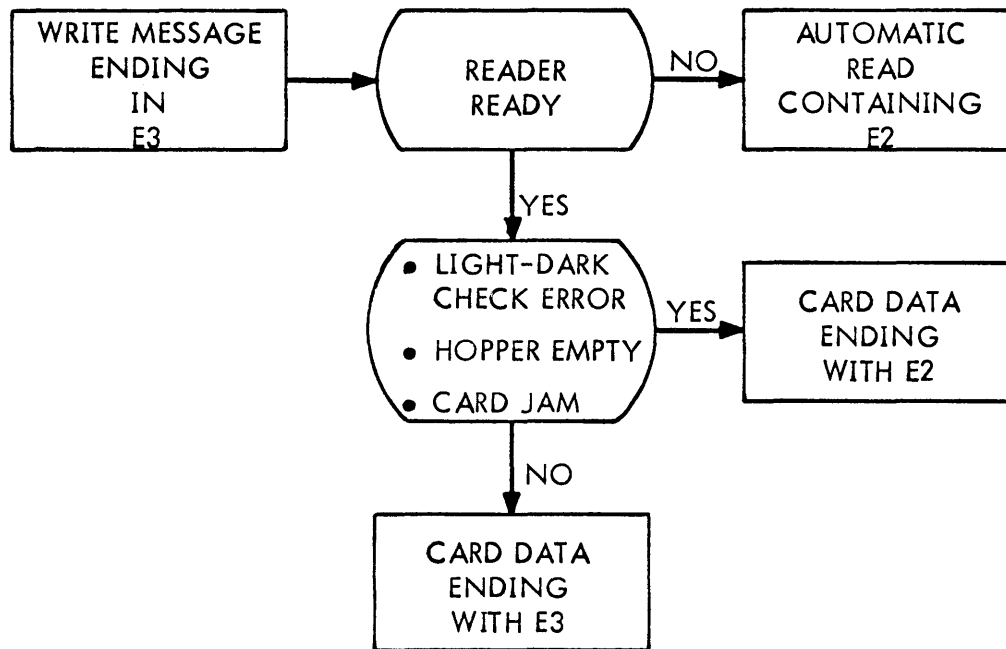 WRITE MESSAGE
ENDING
IN
E3
READER
READY
NO
AUTOMATIC
READ
CONTAINING
E2
YES
• LIGHT-DARK
CHECK ERROR
• HOPPER EMPTY
• CARD JAM
YES
CARD DATA
ENDING
WITH E2
NO
CARD DATA
ENDING
WITH E3